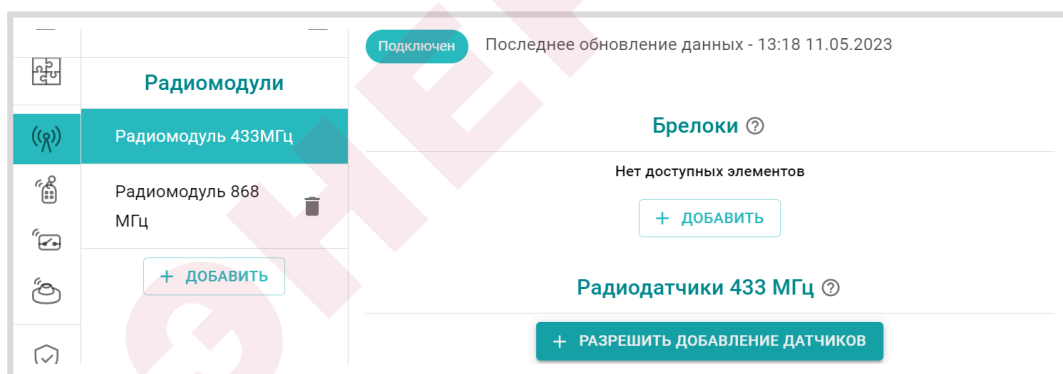 Подключен
Последнее обновление данных - 13:18 11.05.2023
Радиомодули
Радиомодуль 433МГц
Радиомодуль 868
МГц
+ ДОБАВИТЬ
Брелоки
Нет доступных элементов
+ ДОБАВИТЬ
Радиодатчики 433 МГц
+ РАЗРЕШИТЬ ДОБАВЛЕНИЕ ДАТЧИКОВ
ЭНЕР